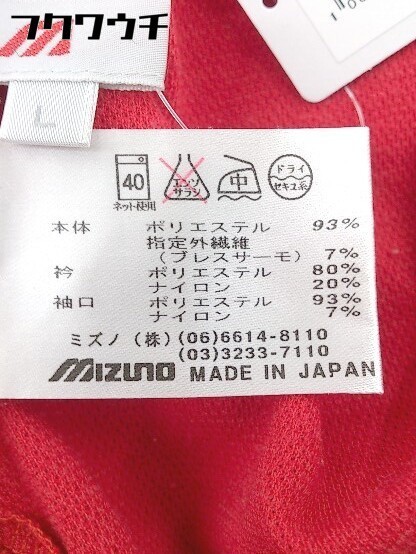 フクワウチ
L
40
ネット使用
エンソ
サラシ
中
ドライ
セキユ系
本体 ポリエステル 93%
指定外繊維
(ブレスサーモ) 7%
衿 ポリエステル 80%
ナイロン 20%
袖口 ポリエステル 93%
ナイロン 7%
ミズノ(株)(06)6614-8110
(03)3233-7110
MIZUNO MADE IN JAPAN